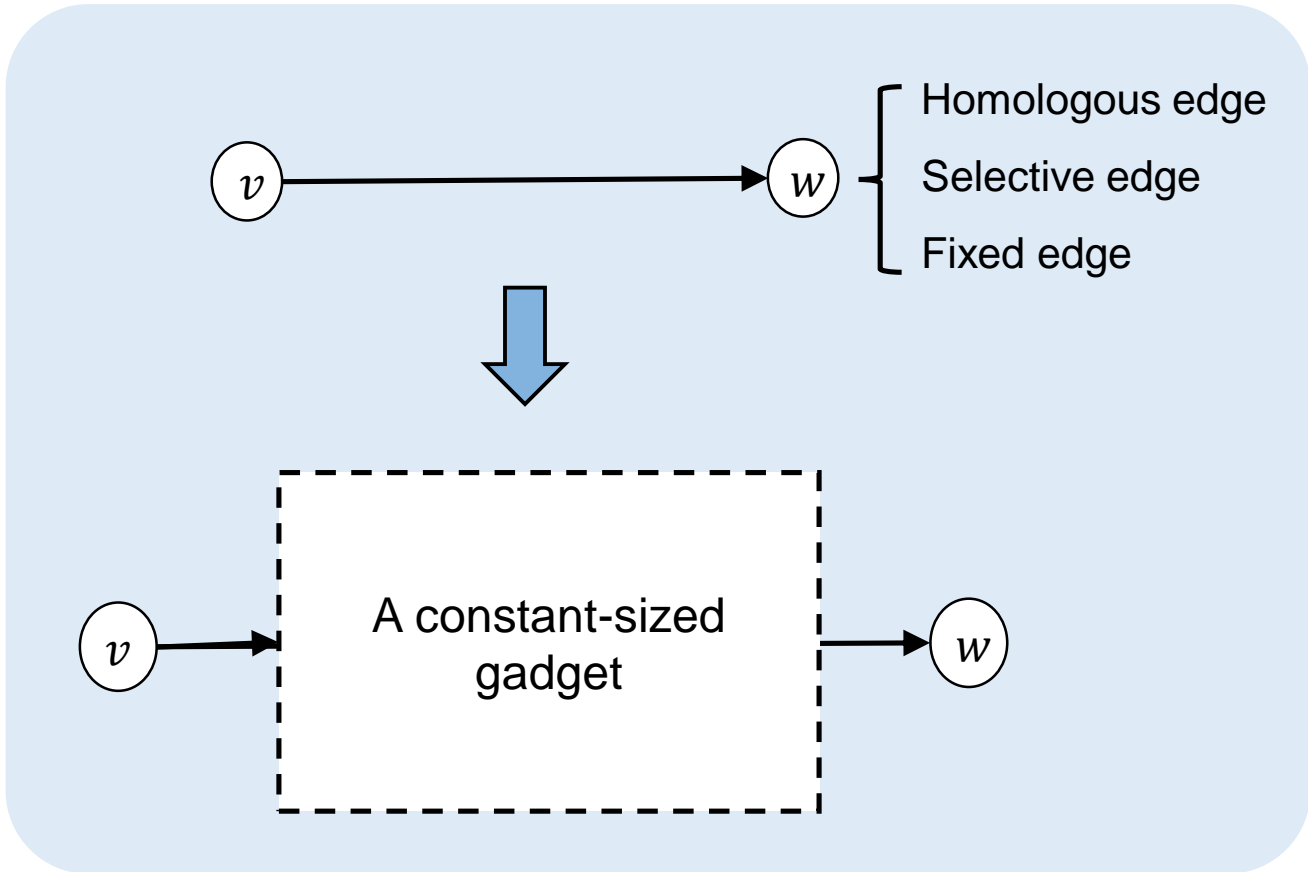 Homologous edge
v
w
Selective edge
Fixed edge
A constant-sized
gadget
v
w